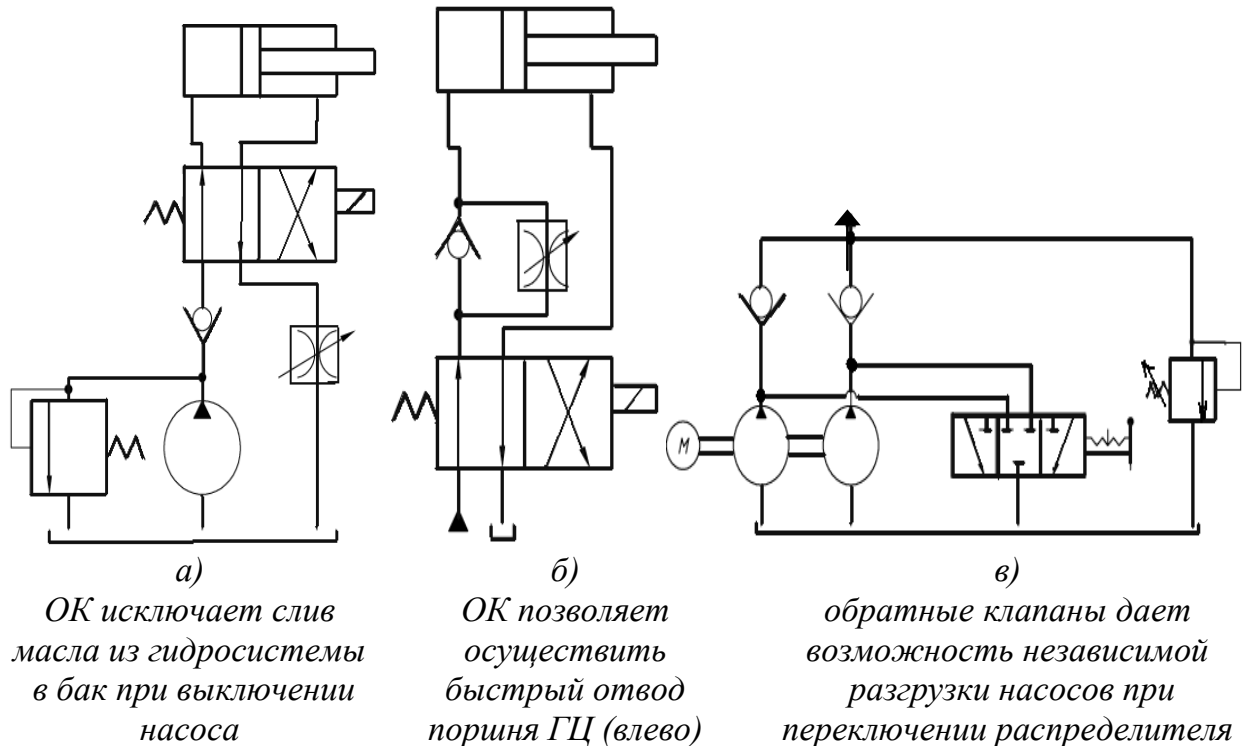 М
а)
ОК исключает слив
масла из гидросистемы
в бак при выключении
насоса
б)
ОК позволяет
осуществить
быстрый отвод
поршня ГЦ (влево)
в)
обратные клапаны дает
возможность независимой
разгрузки насосов при
переключении распределителя